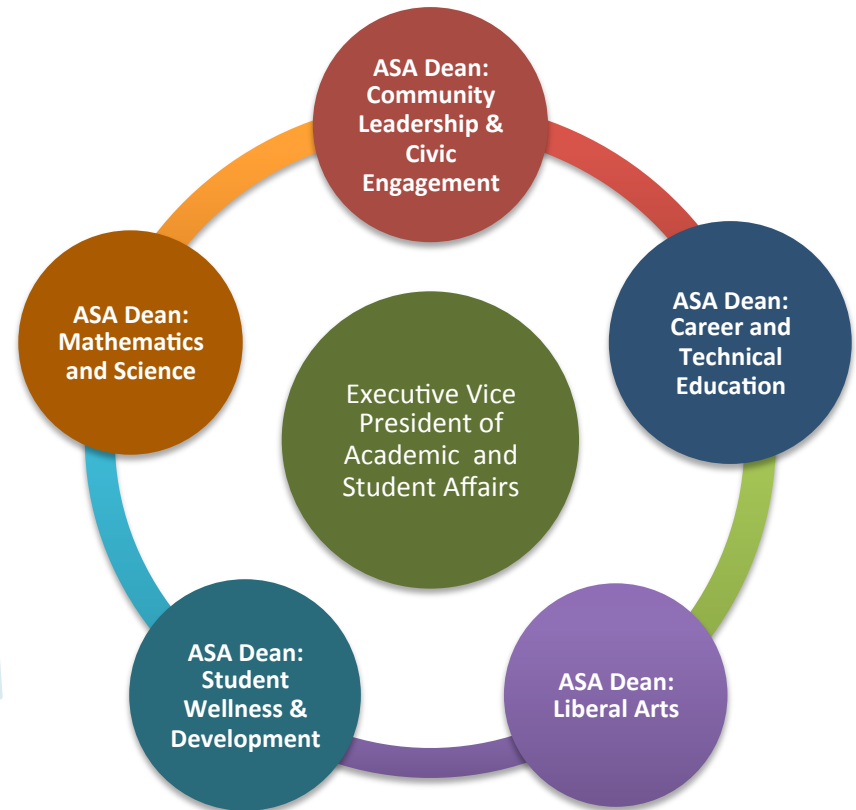 ASA Dean:
Community
Leadership &
Civic
Engagement
ASA Dean:
Career and
Technical
Education
ASA Dean:
Mathematics
and Science
Executive Vice
President of
Academic and
Student Affairs
ASA Dean:
Student
Wellness &
Development
ASA Dean:
Liberal Arts